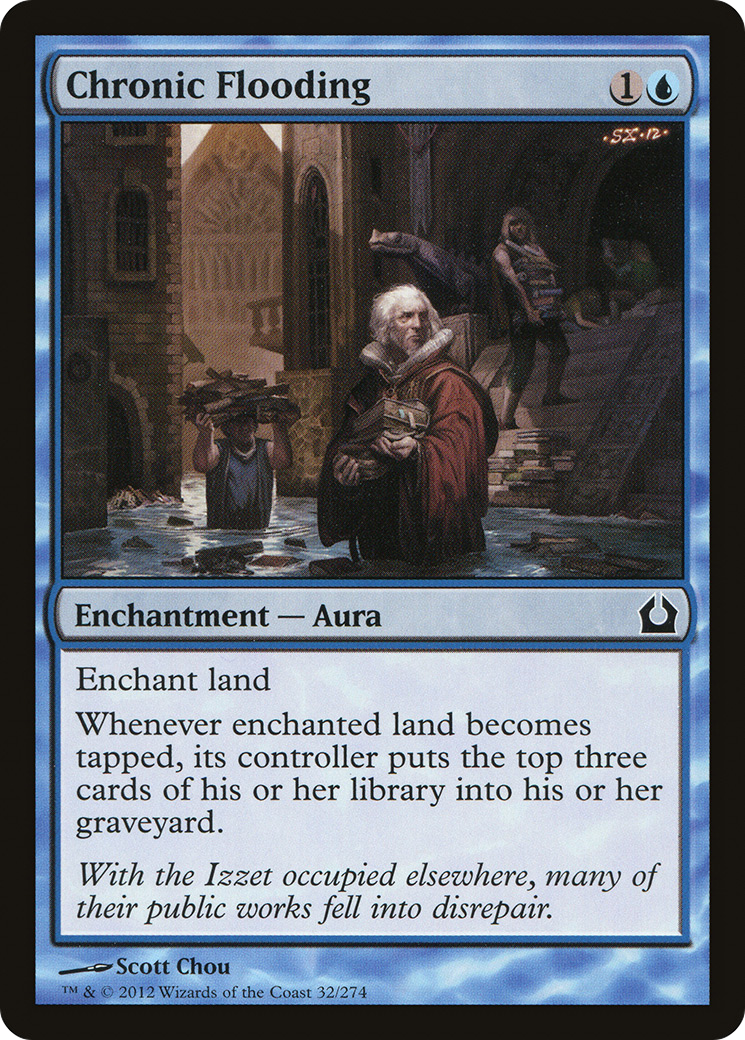 Chronic Flooding 1
·SZ·12·
Enchantment — Aura
Enchant land
Whenever enchanted land becomes
tapped, its controller puts the top three
cards of his or her library into his or her
graveyard.
With the Izzet occupied elsewhere, many of
their public works fell into disrepair.
Scott Chou
™ & © 2012 Wizards of the Coast 32/274